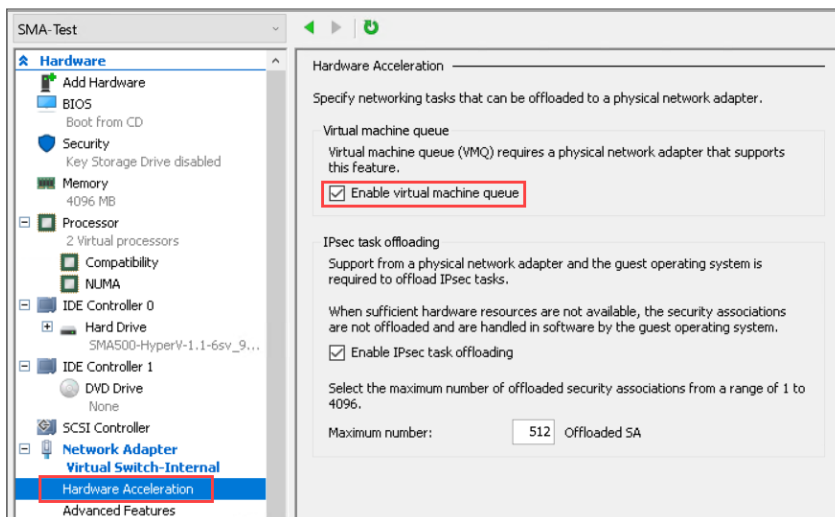 SMA-Test
Hardware
Add Hardware
BIOS
Boot from CD
Security
Key Storage Drive disabled
Memory
4096 MB
Processor
2 Virtual processors
Compatibility
NUMA
IDE Controller 0
Hard Drive
SMA500-HyperV-1.1-6sv_9...
IDE Controller 1
DVD Drive
None
SCSI Controller
Network Adapter
Virtual Switch-Internal
Hardware Acceleration
Advanced Features
Hardware Acceleration
Specify networking tasks that can be offloaded to a physical network adapter.
Virtual machine queue
Virtual machine queue (VMQ) requires a physical network adapter that supports
this feature.
Enable virtual machine queue
IPsec task offloading
Support from a physical network adapter and the guest operating system is
required to offload IPsec tasks.
When sufficient hardware resources are not available, the security associations
are not offloaded and are handled in software by the guest operating system.
Enable IPsec task offloading
Select the maximum number of offloaded security associations from a range of 1 to
4096.
Maximum number: 512 Offloaded SA